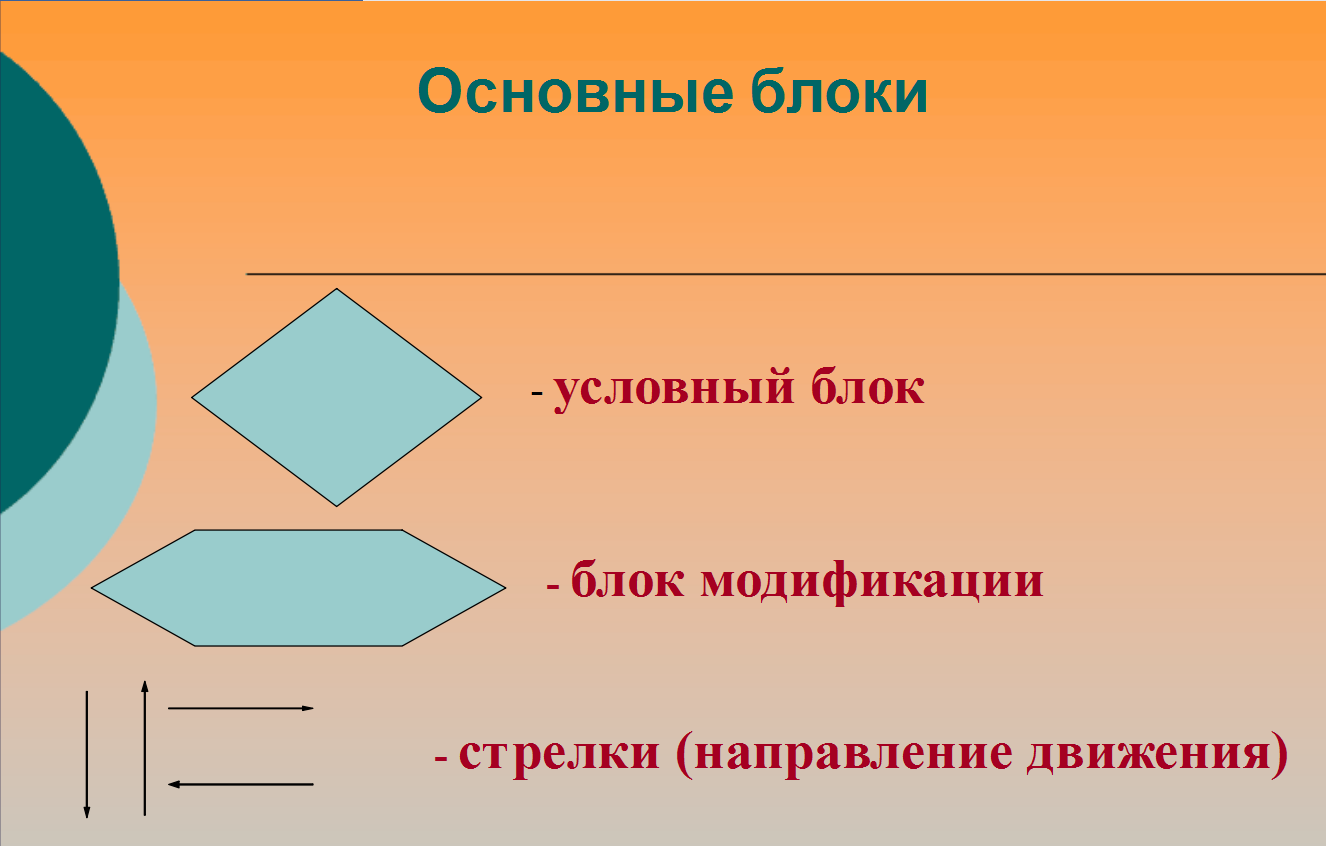 Основные блоки
- условный блок
- блок модификации
- стрелки (направление движения)